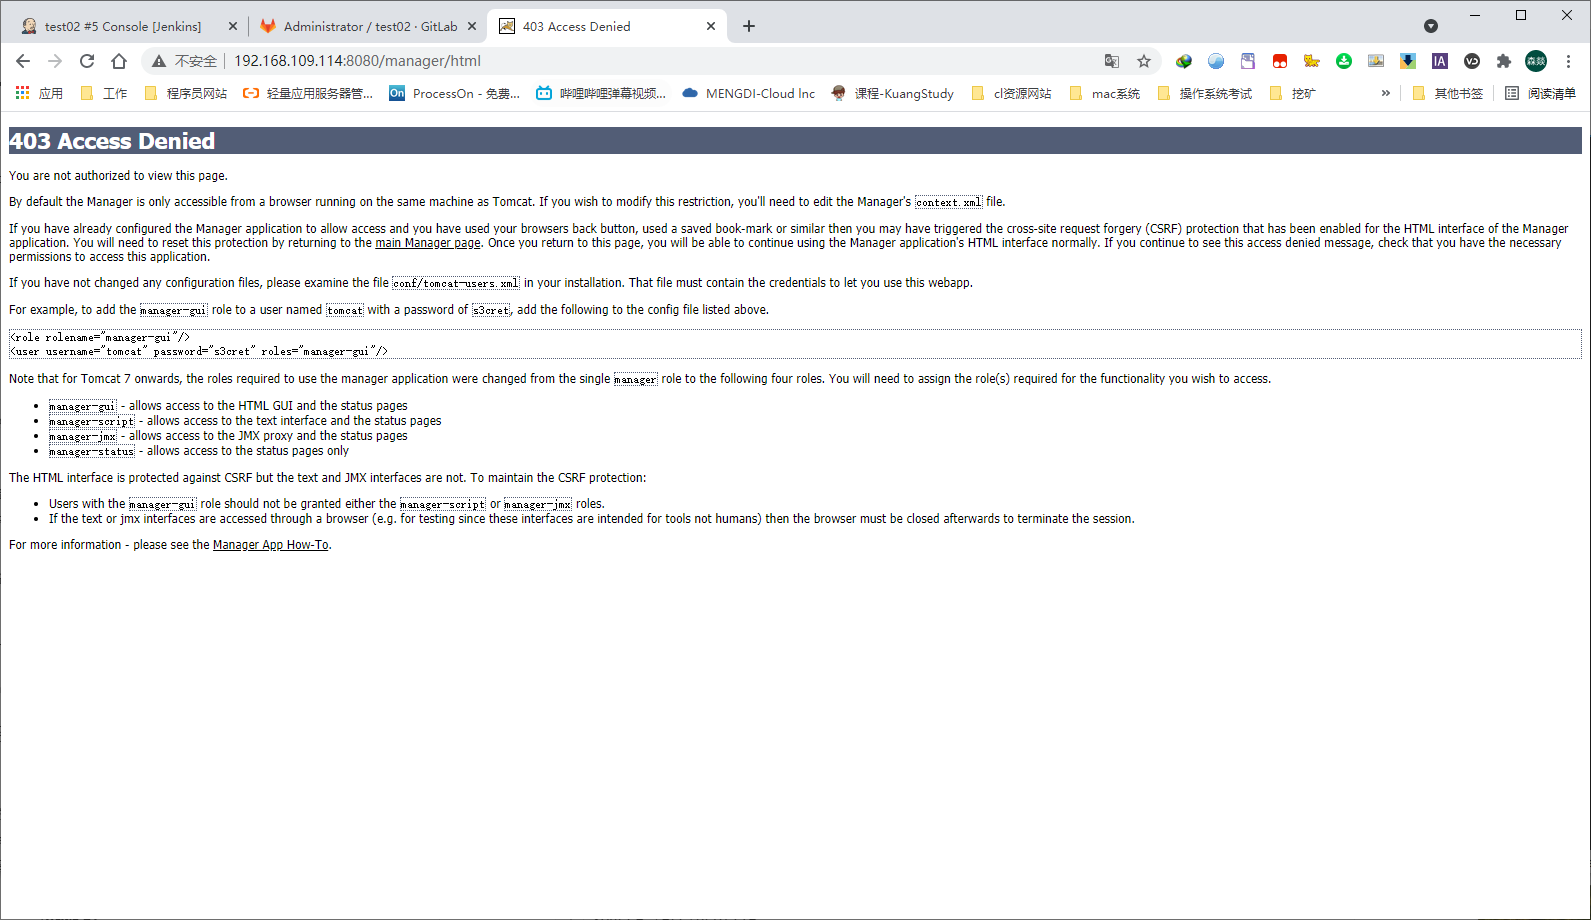 test02 #5 Console [Jenkins]
Administrator / test02 · GitLab
403 Access Denied
不安全
192.168.109.114:8080/manager/html
IA
森燚
应用
工作
程序员网站
轻量应用服务器管...
On
ProcessOn - 免费...
哔哩哔哩弹幕视频...
MENGDI-Cloud Inc
课程-KuangStudy
cl资源网站
mac系统
操作系统考试
挖矿
»
其他书签
阅读清单
403 Access Denied
You are not authorized to view this page.
By default the Manager is only accessible from a browser running on the same machine as Tomcat. If you wish to modify this restriction, you'll need to edit the Manager's context.xml file.
If you have already configured the Manager application to allow access and you have used your browsers back button, used a saved book-mark or similar then you may have triggered the cross-site request forgery (CSRF) protection that has been enabled for the HTML interface of the Manager
application. You will need to reset this protection by returning to the main Manager page. Once you return to this page, you will be able to continue using the Manager application's HTML interface normally. If you continue to see this access denied message, check that you have the necessary
permissions to access this application.
If you have not changed any configuration files, please examine the file conf/tomcat-users.xml in your installation. That file must contain the credentials to let you use this webapp.
For example, to add the manager-gui role to a user named tomcat with a password of s3cret, add the following to the config file listed above.
<role rolename="manager-gui"/>
<user username="tomcat" password="s3cret" roles="manager-gui"/>
Note that for Tomcat 7 onwards, the roles required to use the manager application were changed from the single manager role to the following four roles. You will need to assign the role(s) required for the functionality you wish to access.
• manager-gui - allows access to the HTML GUI and the status pages
• manager-script - allows access to the text interface and the status pages
• manager-jmx - allows access to the JMX proxy and the status pages
• manager-status - allows access to the status pages only
The HTML interface is protected against CSRF but the text and JMX interfaces are not. To maintain the CSRF protection:
• Users with the manager-gui role should not be granted either the manager-script or manager-jmx roles.
• If the text or jmx interfaces are accessed through a browser (e.g. for testing since these interfaces are intended for tools not humans) then the browser must be closed afterwards to terminate the session.
For more information - please see the Manager App How-To.